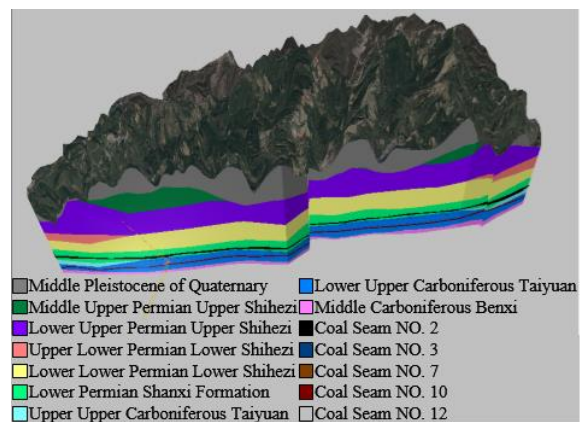 Middle Pleistocene of Quaternary
Middle Upper Permian Upper Shihezi
Lower Upper Permian Upper Shihezi
Upper Lower Permian Lower Shihezi
Lower Lower Permian Lower Shihezi
Lower Permian Shanxi Formation
Upper Upper Carboniferous Taiyuan
Lower Upper Carboniferous Taiyuan
Middle Carboniferous Benxi
Coal Seam NO. 2
Coal Seam NO. 3
Coal Seam NO. 7
Coal Seam NO. 10
Coal Seam NO. 12